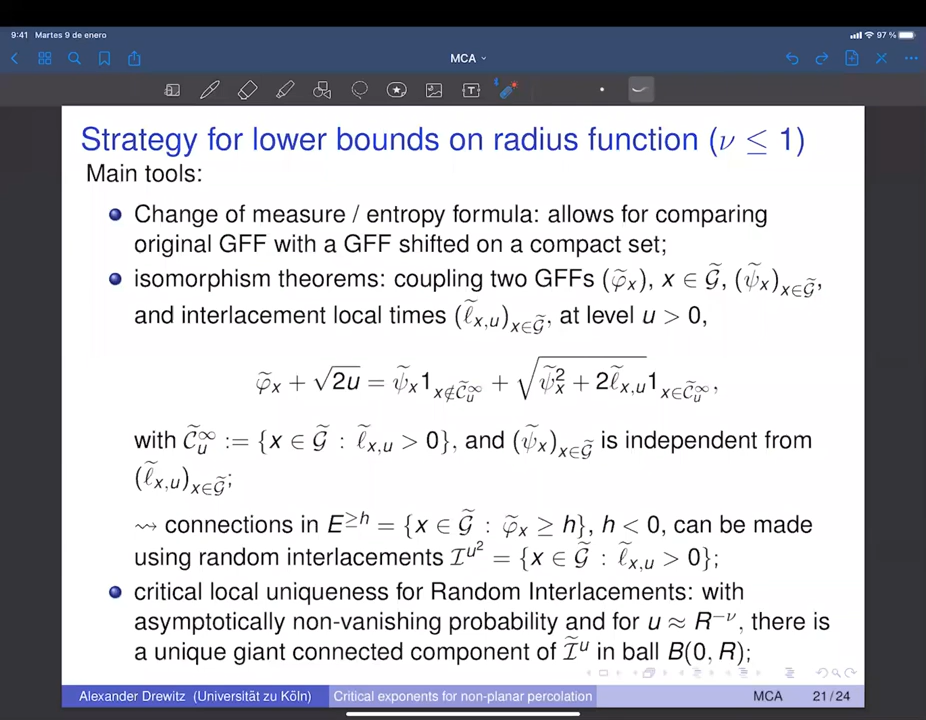 9:41 Martes 9 de enero 97 %
MCA
Strategy for lower bounds on radius function (ν ≤ 1)
Main tools:
Change of measure / entropy formula: allows for comparing
original GFF with a GFF shifted on a compact set;
isomorphism theorems: coupling two GFFs (φ̃_x), x ∈ G̃, (ψ̃_x)_{x∈G̃},
and interlacement local times (ℓ̃_{x,u})_{x∈G̃}, at level u > 0,
φ̃_x + √2u = ψ̃_x 1_{x∉C̃_u^∞} + √(ψ̃_x^2 + 2ℓ̃_{x,u}) 1_{x∈C̃_u^∞},
with C̃_u^∞ := {x ∈ G̃ : ℓ̃_{x,u} > 0}, and (ψ̃_x)_{x∈G̃} is independent from
(ℓ̃_{x,u})_{x∈G̃};
⇝ connections in E^{≥h} = {x ∈ G̃ : φ̃_x ≥ h}, h < 0, can be made
using random interlacements I^{u^2} = {x ∈ G̃ : ℓ̃_{x,u} > 0};
critical local uniqueness for Random Interlacements: with
asymptotically non-vanishing probability and for u ≈ R^{-ν}, there is
a unique giant connected component of Ĩ^u in ball B(0, R);
Alexander Drewitz (Universität zu Köln) Critical exponents for non-planar percolation MCA 21 / 24